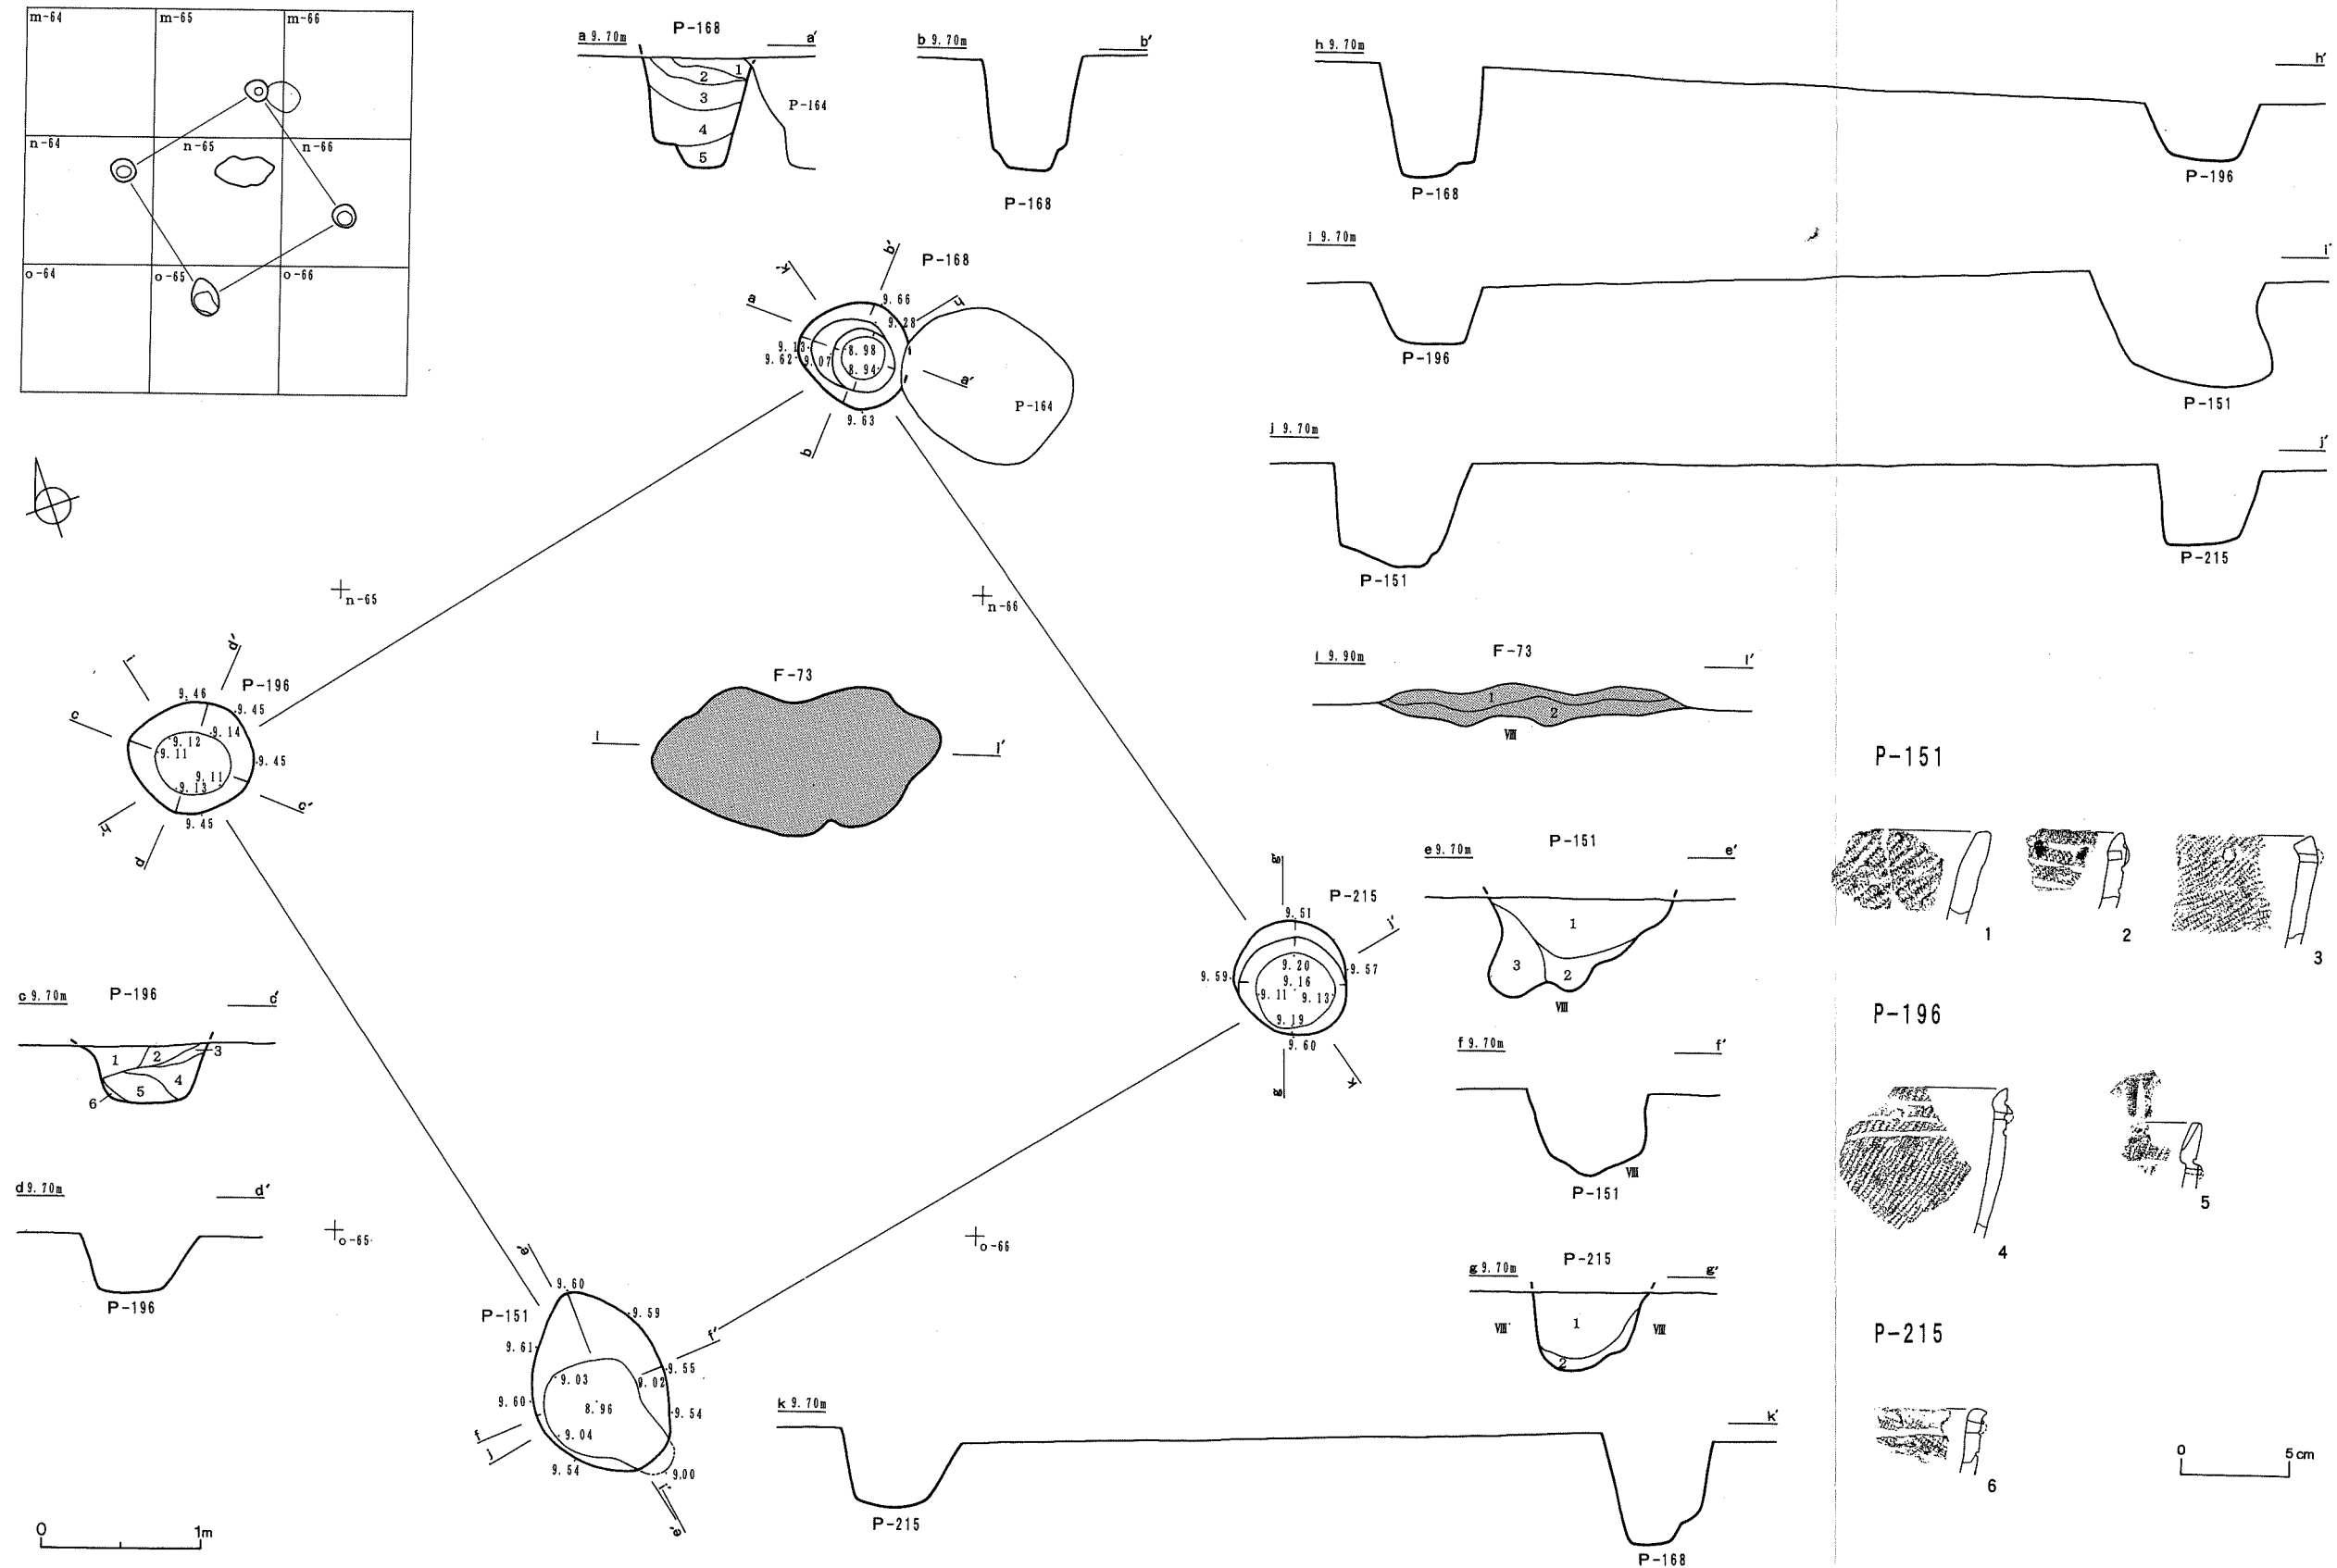 m-64 m-65 m-66
n-64 n-65 n-66
o-64 o-65 o-66
P-168
a 9.70m a'
1
2
3
4
5
P-164
b 9.70m b'
P-168
h 9.70m h'
P-168 P-196
i 9.70m i'
P-196 P-151
j 9.70m j'
P-151 P-215
P-168
b'
k'
a
h
9.66
9.28
9.13
9.62
9.07
8.98
8.94
9.63
a'
b
P-164
n-65
n-66
P-196
d'
i
c
9.46
9.45
9.14
9.12
9.11
9.45
9.11
9.13
9.45
h'
d
c'
F-73
l l'
l 9.90m F-73 l'
1
2
VIII
P-215
g'
j'
9.51
9.59
9.57
9.20
9.16
9.11
9.13
9.19
9.60
g
k
c 9.70m P-196 c'
1
2
3
4
5
6
d 9.70m d'
P-196
o-65
o-66
P-151
e
9.60
9.59
9.61
f'
9.55
9.03
9.02
9.60
8.96
9.54
9.04
f
j
9.54
9.00
i'
e'
P-151
e 9.70m e'
1
2
3
VIII
f 9.70m f'
VIII
P-151
P-215
g 9.70m g'
1
2
VIII VIII
k 9.70m k'
P-215 P-168
0 1m
P-151
1 2 3
P-196
4 5
P-215
6
0 5cm